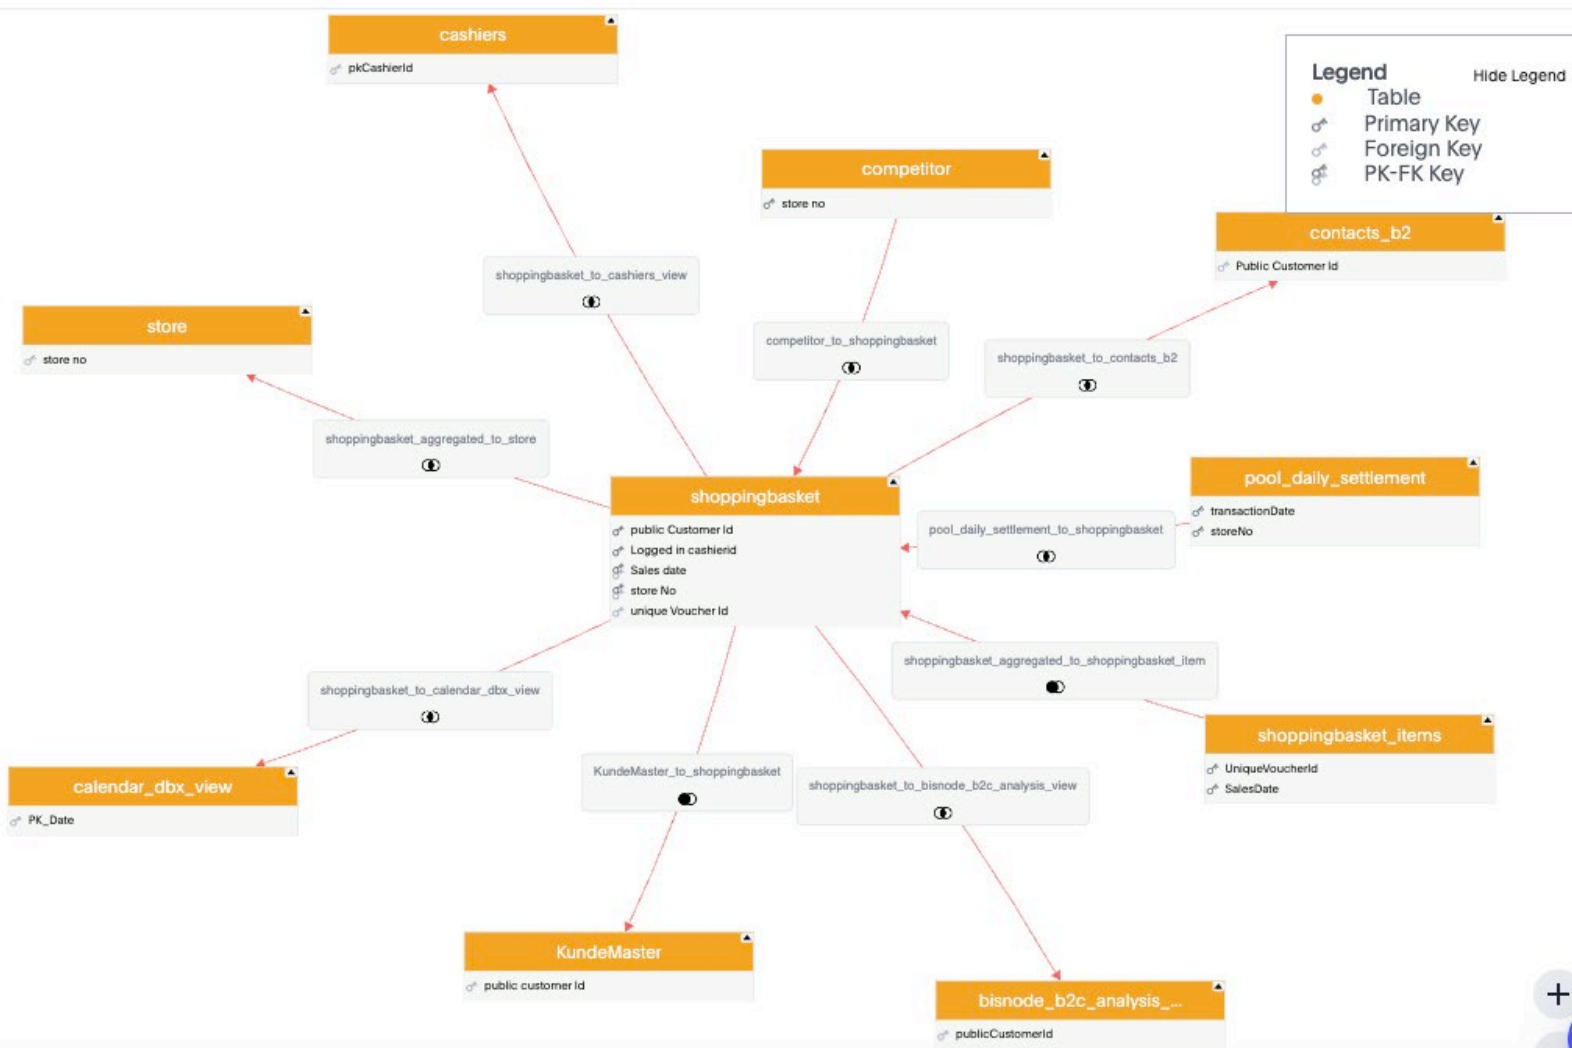 cashiers
pkCashierId
Legend
Hide Legend
Table
Primary Key
Foreign Key
PK-FK Key
competitor
store no
contacts_b2
Public Customer Id
shoppingbasket_to_cashiers_view
store
store no
competitor_to_shoppingbasket
shoppingbasket_to_contacts_b2
shoppingbasket_aggregated_to_store
shoppingbasket
public Customer Id
Logged in cashierid
Sales date
store No
unique Voucher Id
pool_daily_settlement
transactionDate
storeNo
pool_daily_settlement_to_shoppingbasket
shoppingbasket_aggregated_to_shoppingbasket_item
shoppingbasket_to_calendar_dbx_view
shoppingbasket_items
UniqueVoucherId
SalesDate
calendar_dbx_view
PK_Date
KundeMaster_to_shoppingbasket
shoppingbasket_to_bisnode_b2c_analysis_view
KundeMaster
public customer Id
bisnode_b2c_analysis_...
publicCustomerId